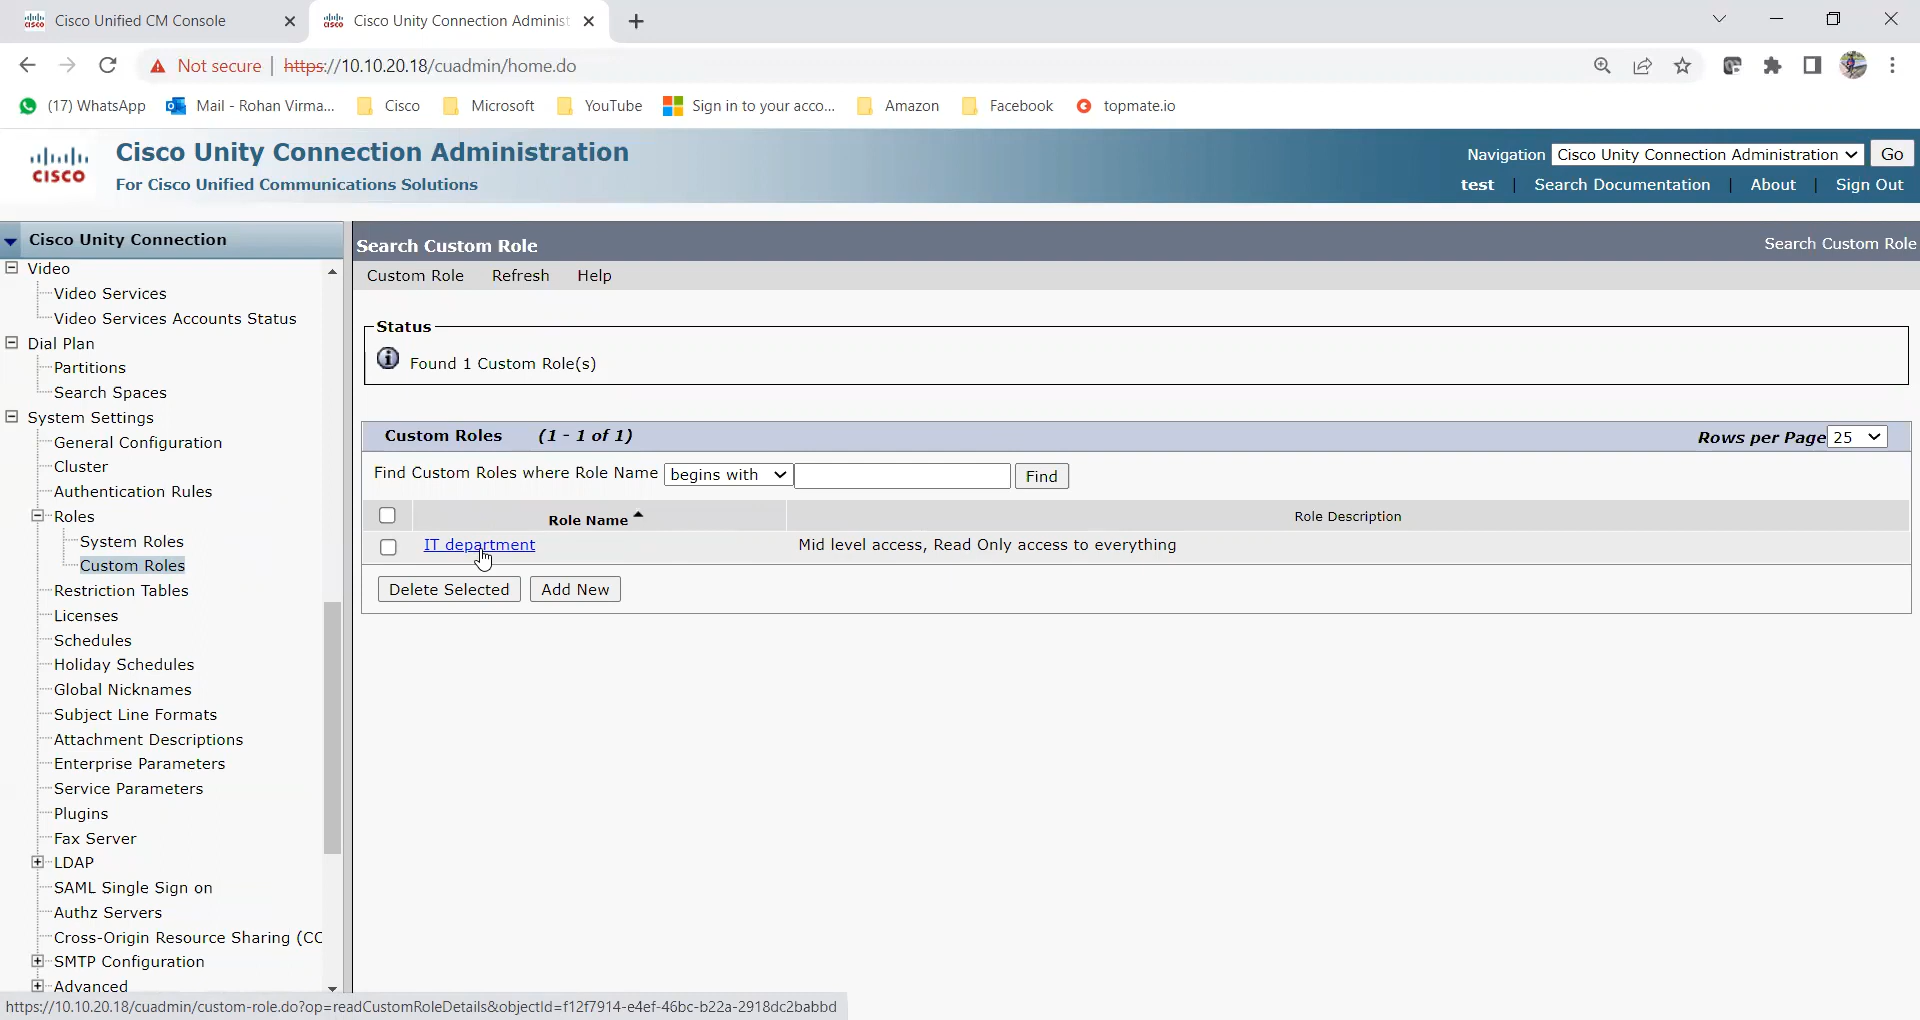 Cisco Unified CM Console
Cisco Unity Connection Administ
Not secure | https://10.10.20.18/cuadmin/home.do
(17) WhatsApp Mail - Rohan Virma... Cisco Microsoft YouTube Sign in to your acco... Amazon Facebook topmate.io
cisco
Cisco Unity Connection Administration
For Cisco Unified Communications Solutions
Navigation Cisco Unity Connection Administration Go
test | Search Documentation | About | Sign Out
Cisco Unity Connection
Video
Video Services
Video Services Accounts Status
Dial Plan
Partitions
Search Spaces
System Settings
General Configuration
Cluster
Authentication Rules
Roles
System Roles
Custom Roles
Restriction Tables
Licenses
Schedules
Holiday Schedules
Global Nicknames
Subject Line Formats
Attachment Descriptions
Enterprise Parameters
Service Parameters
Plugins
Fax Server
LDAP
SAML Single Sign on
Authz Servers
Cross-Origin Resource Sharing (CC
SMTP Configuration
Advanced
Search Custom Role
Search Custom Role
Custom Role Refresh Help
Status
Found 1 Custom Role(s)
Custom Roles (1 - 1 of 1)
Rows per Page 25
Find Custom Roles where Role Name begins with Find
Role Name Role Description
IT department Mid level access, Read Only access to everything
Delete Selected Add New
https://10.10.20.18/cuadmin/custom-role.do?op=readCustomRoleDetails&objectId=f12f7914-e4ef-46bc-b22a-2918dc2babbd